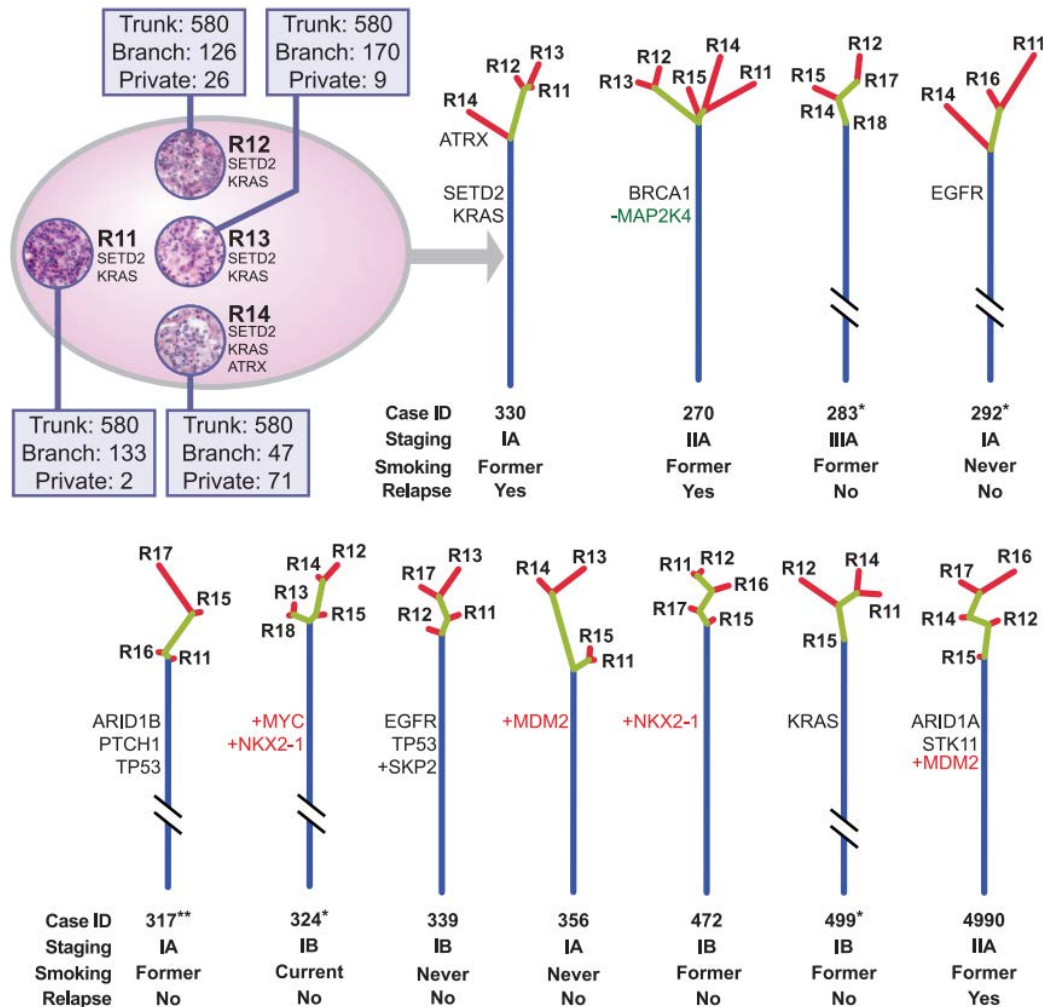 Trunk: 580
Branch: 126
Private: 26
Trunk: 580
Branch: 170
Private: 9
R12
SETD2
KRAS
R11
SETD2
KRAS
R13
SETD2
KRAS
R14
SETD2
KRAS
ATRX
Trunk: 580
Branch: 133
Private: 2
Trunk: 580
Branch: 47
Private: 71
R13
R12
R11
R14
ATRX
SETD2
KRAS
R12
R13
R14
R15
R11
BRCA1
-MAP2K4
R12
R15
R17
R14
R18
R11
R16
R14
EGFR
Case ID 330 270 283* 292*
Staging IA IIA IIIA IA
Smoking Former Former Former Never
Relapse Yes Yes No No
R17
R15
R16
R11
ARID1B
PTCH1
TP53
R14
R12
R13
R15
R18
+MYC
+NKX2-1
R13
R17
R12
R11
EGFR
TP53
+SKP2
R14
R13
R15
R11
+MDM2
R11
R12
R16
R17
R15
+NKX2-1
R12
R14
R11
R15
KRAS
R16
R17
R14
R12
R15
ARID1A
STK11
+MDM2
Case ID 317** 324* 339 356 472 499* 4990
Staging IA IB IB IA IB IB IIA
Smoking Former Current Never Never Former Former Former
Relapse No No No No No No Yes